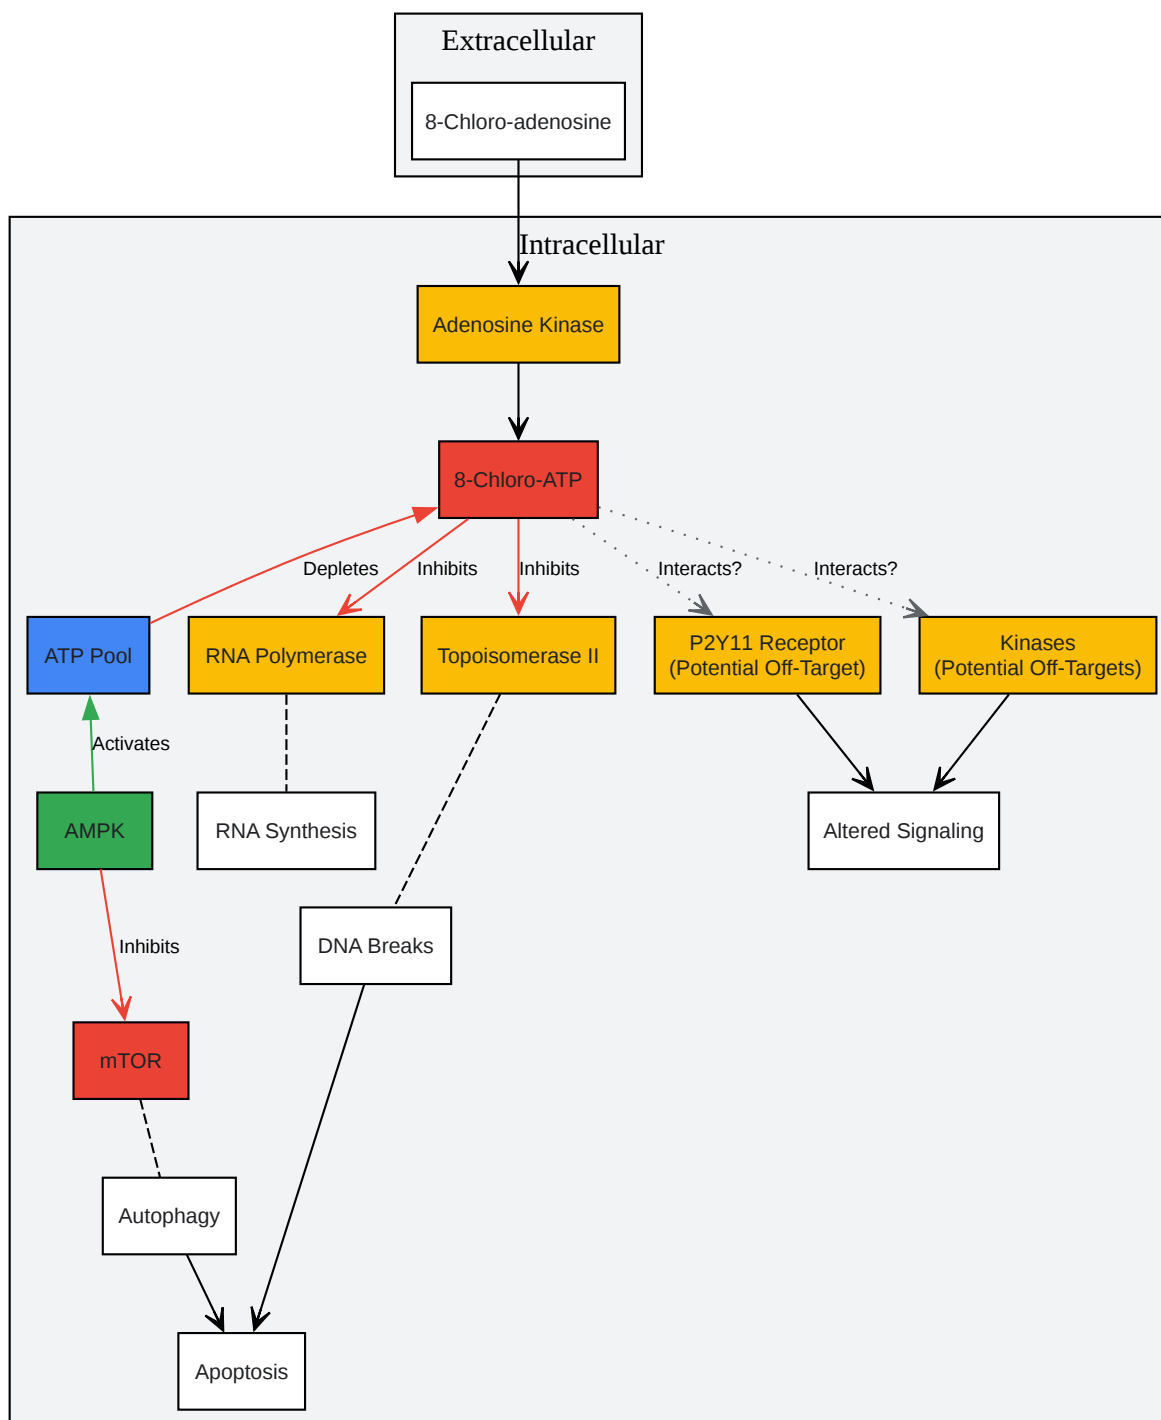 Extracellular
8-Chloro-adenosine
Intracellular
Adenosine Kinase
8-Chloro-ATP
Depletes
Inhibits
Inhibits
Interacts?
Interacts?
ATP Pool
RNA Polymerase
Topoisomerase II
P2Y11 Receptor
(Potential Off-Target)
Kinases
(Potential Off-Targets)
Activates
AMPK
RNA Synthesis
Altered Signaling
Inhibits
DNA Breaks
mTOR
Autophagy
Apoptosis